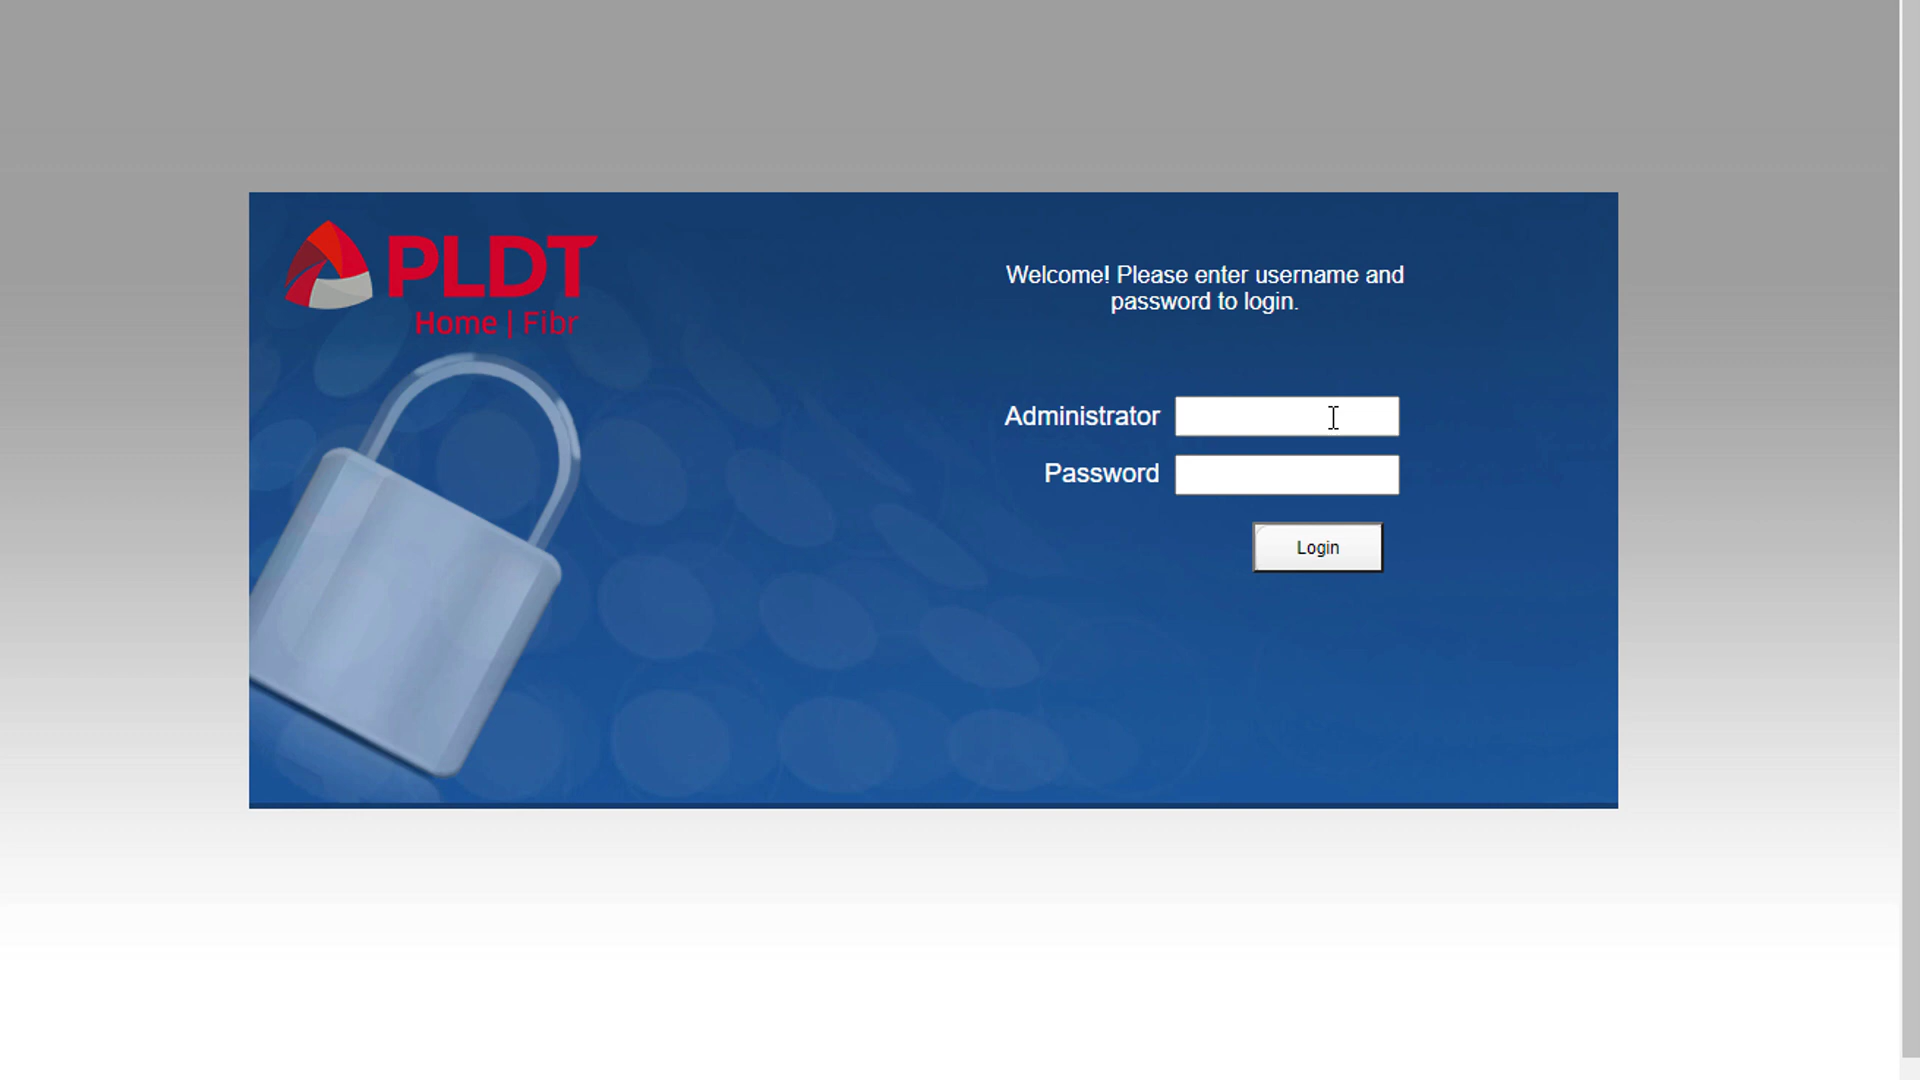 PLDT
Home | Fibr
Welcome! Please enter username and
password to login.
Administrator
Password
Login